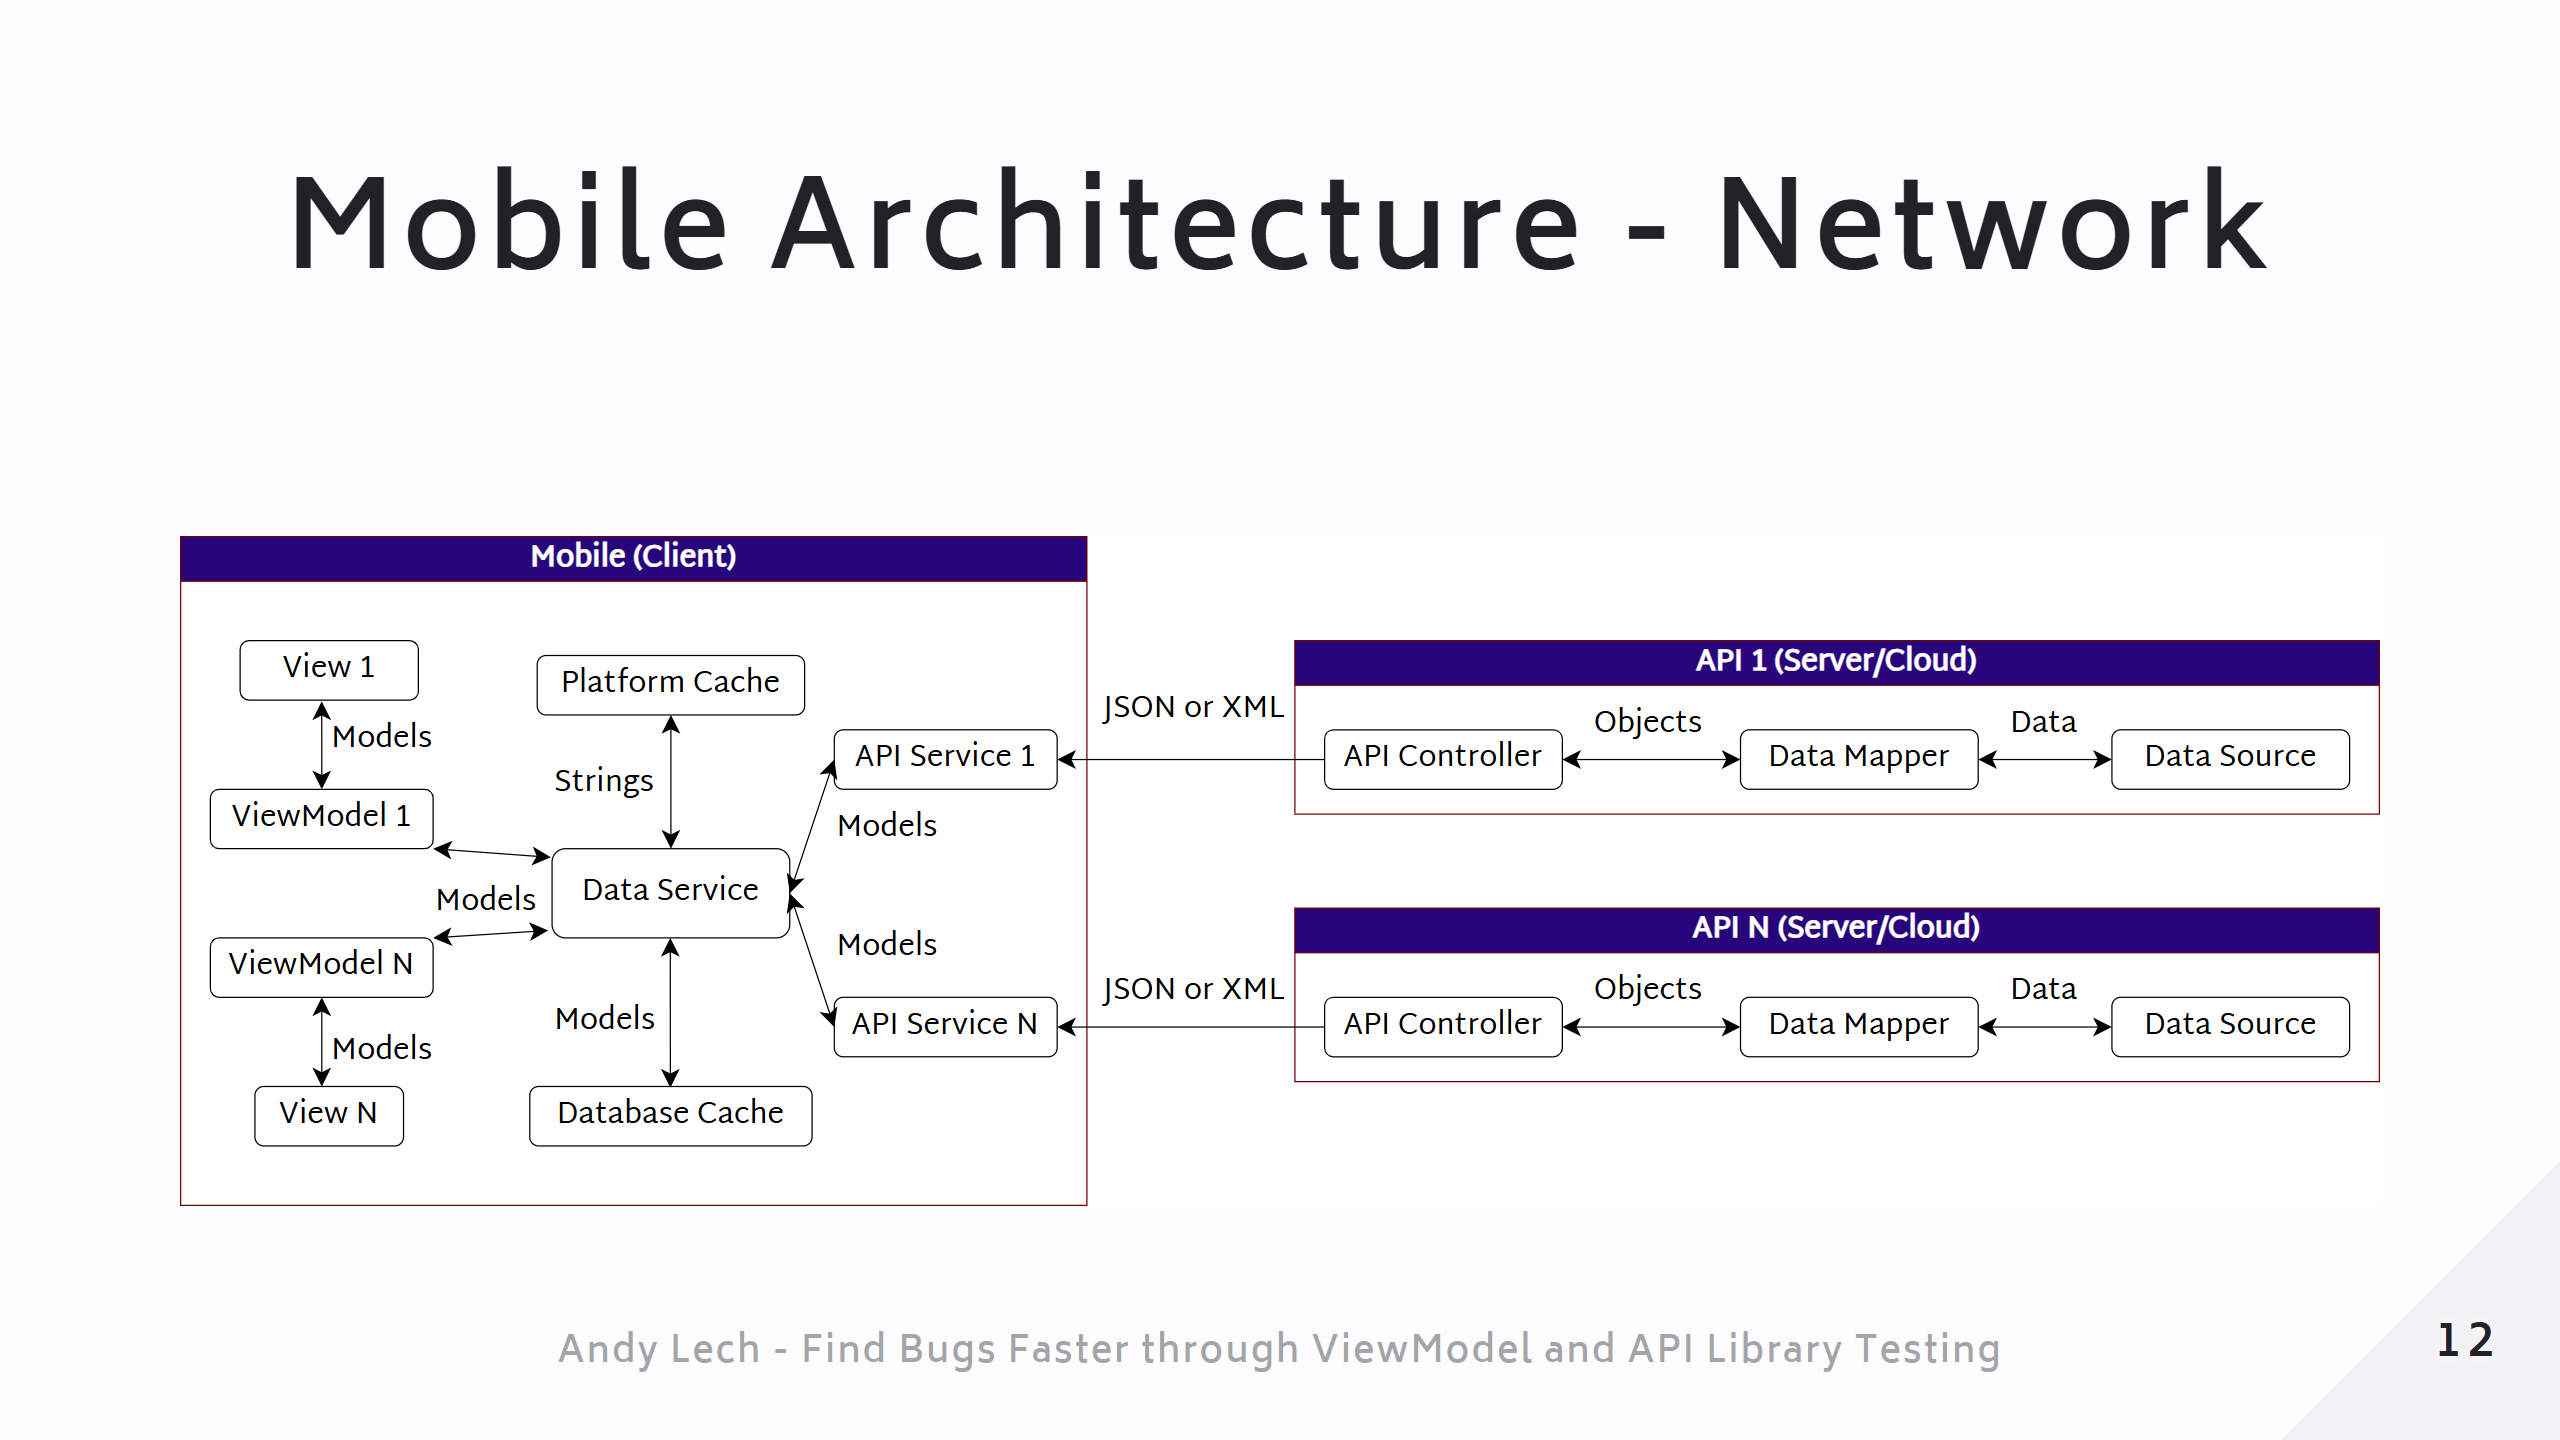 Mobile Architecture - Network
Mobile (Client)
View 1
Models
ViewModel 1
Models
ViewModel N
Models
View N
Platform Cache
Strings
Data Service
Models
Database Cache
API Service 1
Models
Models
API Service N
JSON or XML
JSON or XML
API 1 (Server/Cloud)
API Controller
Objects
Data Mapper
Data
Data Source
API N (Server/Cloud)
API Controller
Objects
Data Mapper
Data
Data Source
Andy Lech - Find Bugs Faster through ViewModel and API Library Testing
12